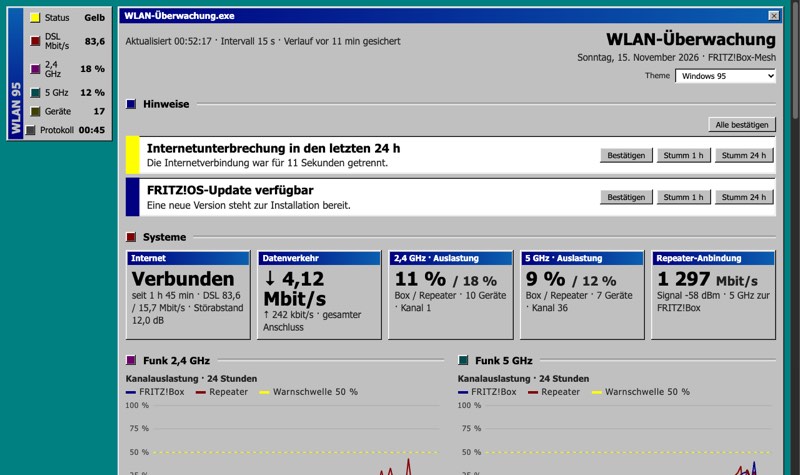 WLAN 95
Status Gelb
DSL Mbit/s 83,6
2,4 GHz 18 %
5 GHz 12 %
Geräte 17
Protokoll 00:45
WLAN-Überwachung.exe
Aktualisiert 00:52:17 · Intervall 15 s · Verlauf vor 11 min gesichert
WLAN-Überwachung
Sonntag, 15. November 2026 · FRITZ!Box-Mesh
Theme Windows 95
Hinweise
Alle bestätigen
Internetunterbrechung in den letzten 24 h
Die Internetverbindung war für 11 Sekunden getrennt.
Bestätigen Stumm 1 h Stumm 24 h
FRITZ!OS-Update verfügbar
Eine neue Version steht zur Installation bereit.
Bestätigen Stumm 1 h Stumm 24 h
Systeme
Internet
Verbunden
seit 1 h 45 min · DSL 83,6
/ 15,7 Mbit/s · Störabstand
12,0 dB
Datenverkehr
↓ 4,12
Mbit/s
↑ 242 kbit/s · gesamter
Anschluss
2,4 GHz · Auslastung
11 % / 18 %
Box / Repeater · 10 Geräte
· Kanal 1
5 GHz · Auslastung
9 % / 12 %
Box / Repeater · 7 Geräte
· Kanal 36
Repeater-Anbindung
1 297 Mbit/s
Signal -58 dBm · 5 GHz zur
FRITZ!Box
Funk 2,4 GHz
Kanalauslastung · 24 Stunden
FRITZ!Box Repeater Warnschwelle 50 %
100 %
75 %
50 %
25 %
Funk 5 GHz
Kanalauslastung · 24 Stunden
FRITZ!Box Repeater Warnschwelle 50 %
100 %
75 %
50 %
25 %